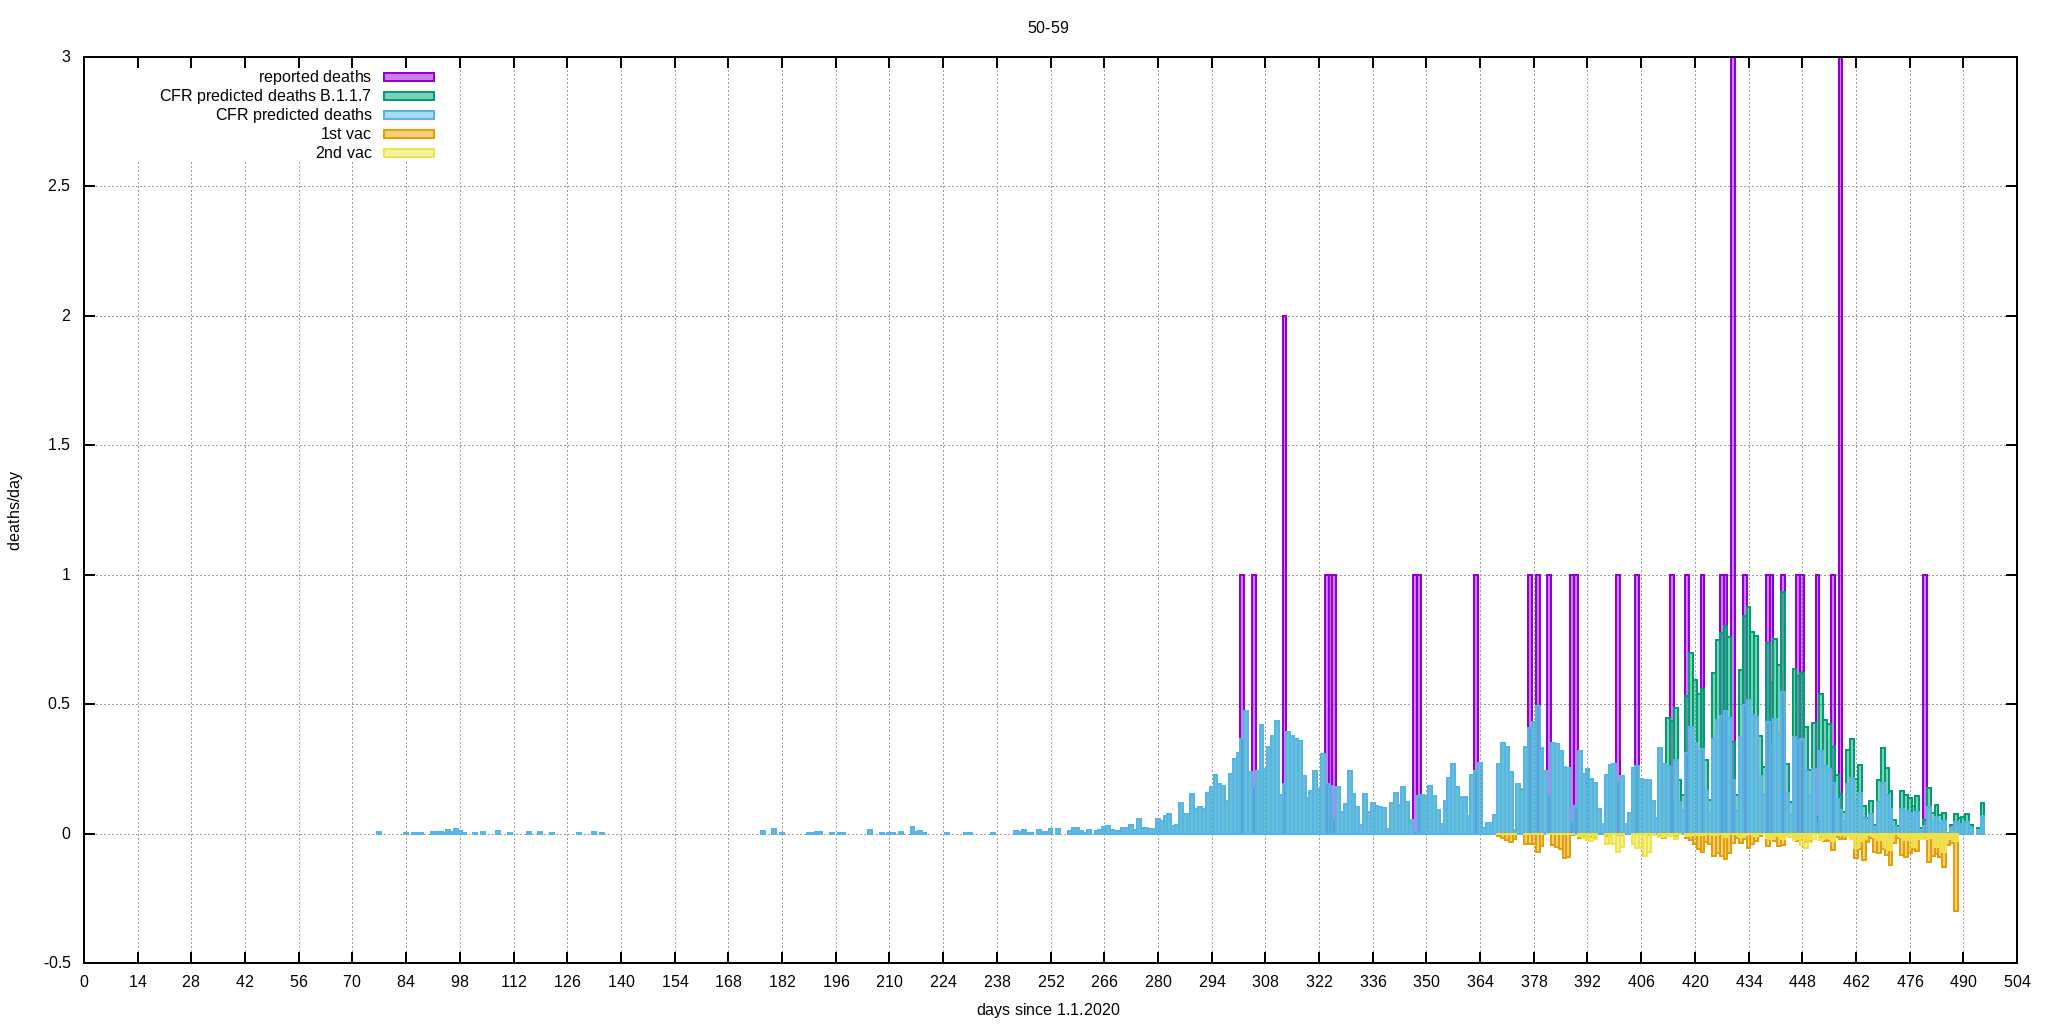 50-59
reported deaths
CFR predicted deaths B.1.1.7
CFR predicted deaths
1st vac
2nd vac
3
2.5
2
1.5
1
0.5
0
-0.5
deaths/day
0 14 28 42 56 70 84 98 112 126 140 154 168 182 196 210 224 238 252 266 280 294 308 322 336 350 364 378 392 406 420 434 448 462 476 490 504
days since 1.1.2020